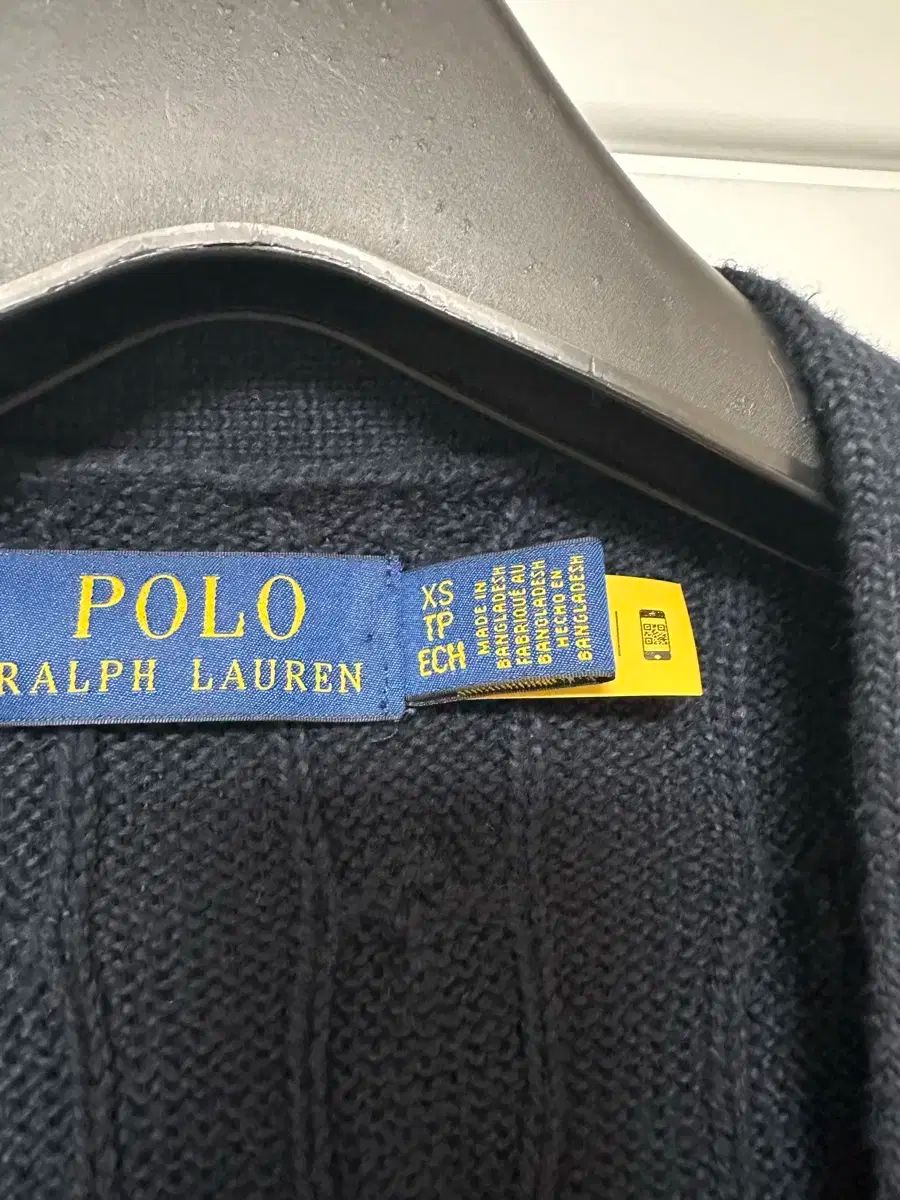 POLO
RALPH LAUREN
XS
TP
ECH
MADE IN
BANGLADESH
FABRIQUÉ AU
BANGLADESH
HECHO EN
BANGLADESH